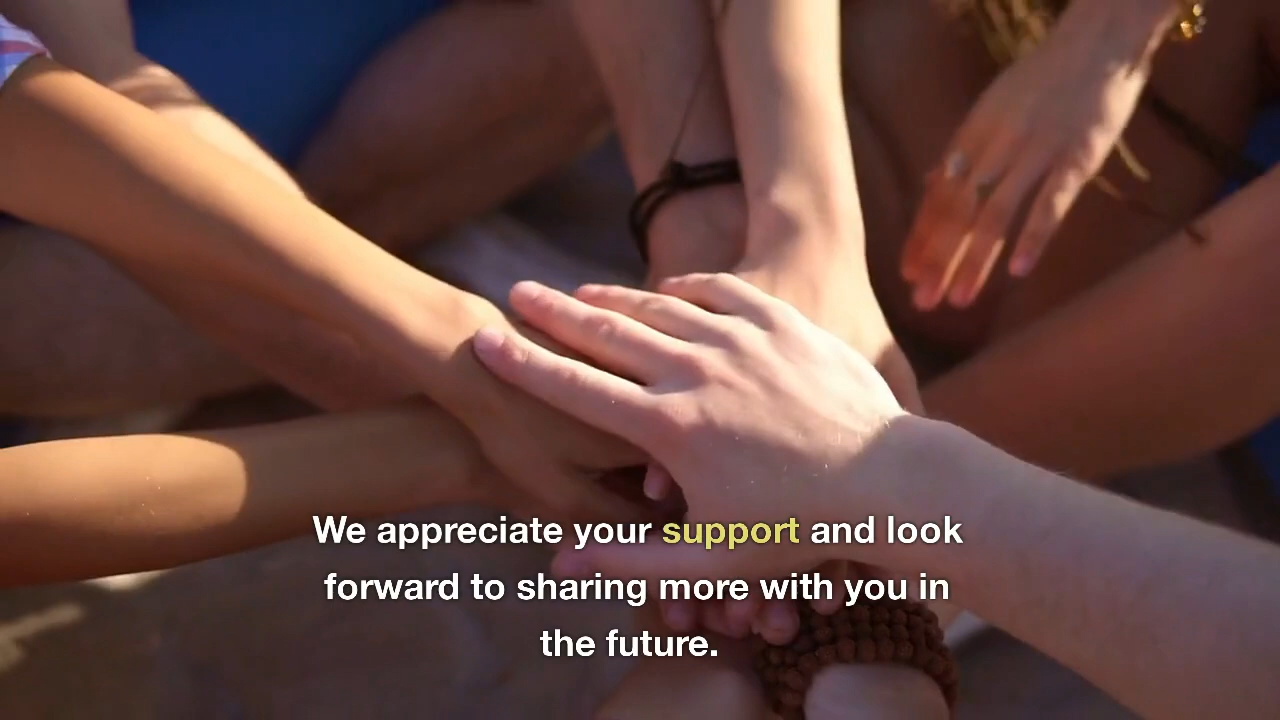 We appreciate your support and look
forward to sharing more with you in
the future.